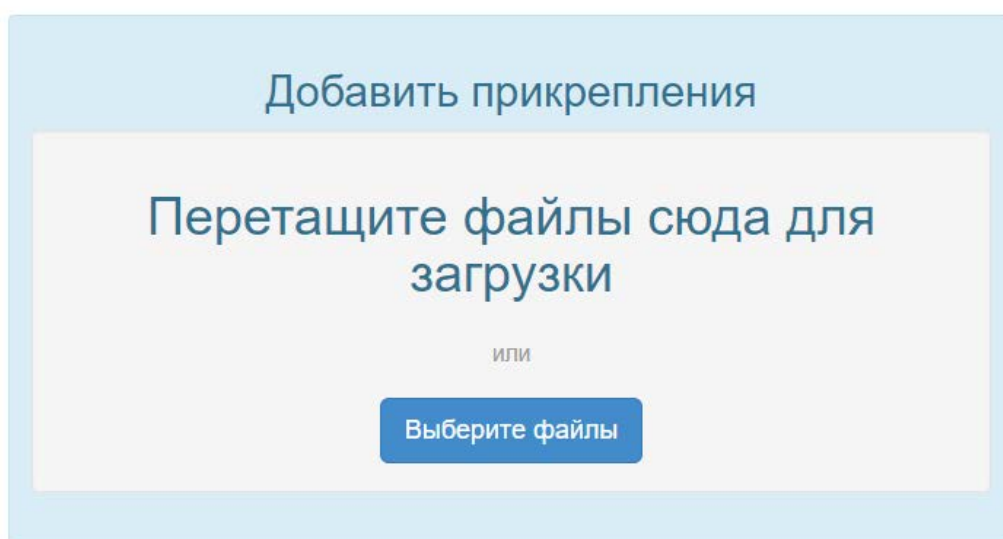 Добавить прикрепления
Перетащите файлы сюда для
загрузки
или
Выберите файлы